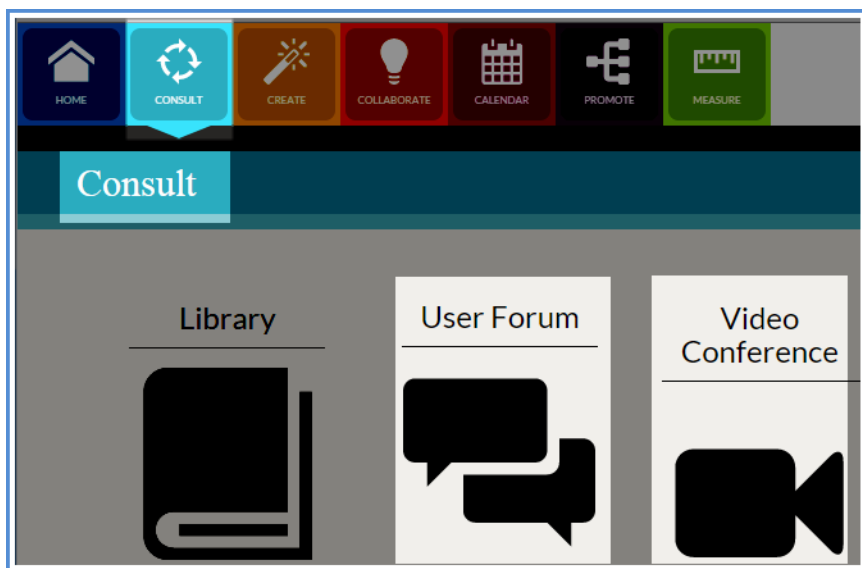 HOME
CONSULT
CREATE
COLLABORATE
CALENDAR
PROMOTE
MEASURE
Consult
Library
User Forum
Video
Conference